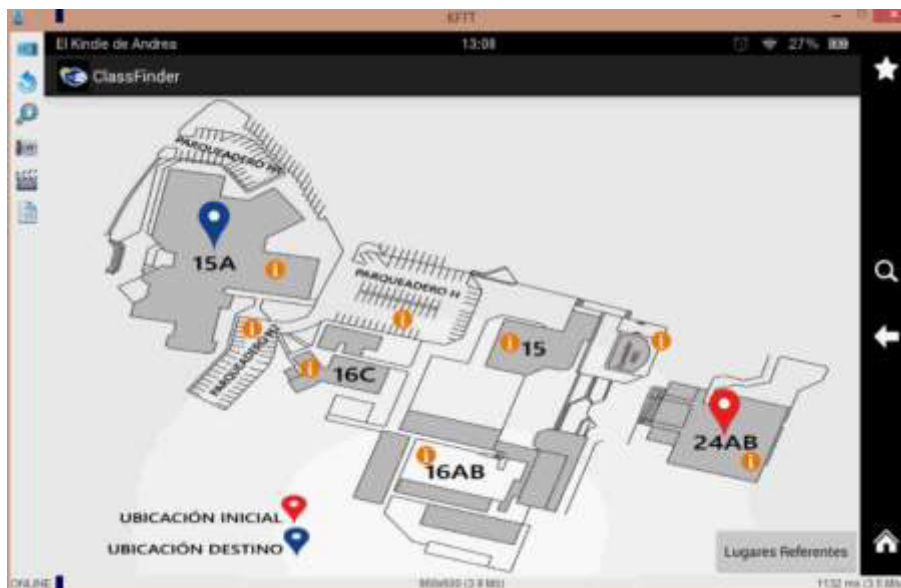 KFTT
El Kindle de Andrea 13:08 27%
ClassFinder
PARQUEADERO
15A
PARQUEADERO H
15
PARQUEADERO
16C
24AB
16AB
UBICACIÓN INICIAL
UBICACIÓN DESTINO
Lugares Referentes
ONLINE